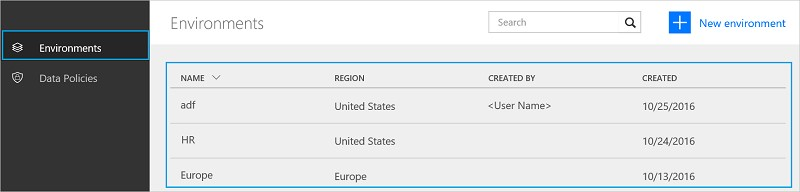 Environments
Data Policies
Environments
Search
New environment
NAME REGION CREATED BY CREATED
adf United States <User Name> 10/25/2016
HR United States 10/24/2016
Europe Europe 10/13/2016